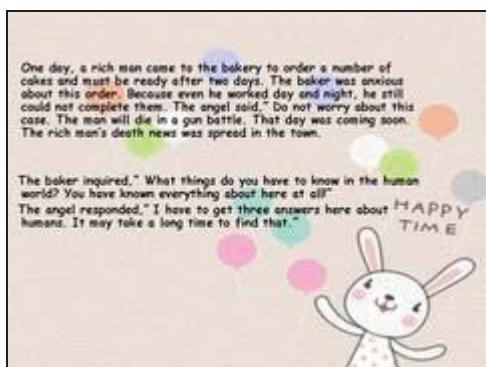 One day, a rich man came to the bakery to order a number of
cakes and must be ready after two days. The baker was anxious
about this order. Because even he worked day and night, he still
could not complete them. The angel said," Do not worry about this
case. The man will die in a gun battle. That day was coming soon.
The rich man's death news was spread in the town.
The baker inquired," What things do you have to know in the human
world? You have known everything about here at all!"
The angel responded," I have to get three answers here about
humans. It may take a long time to find that."
HAPPY
TIME